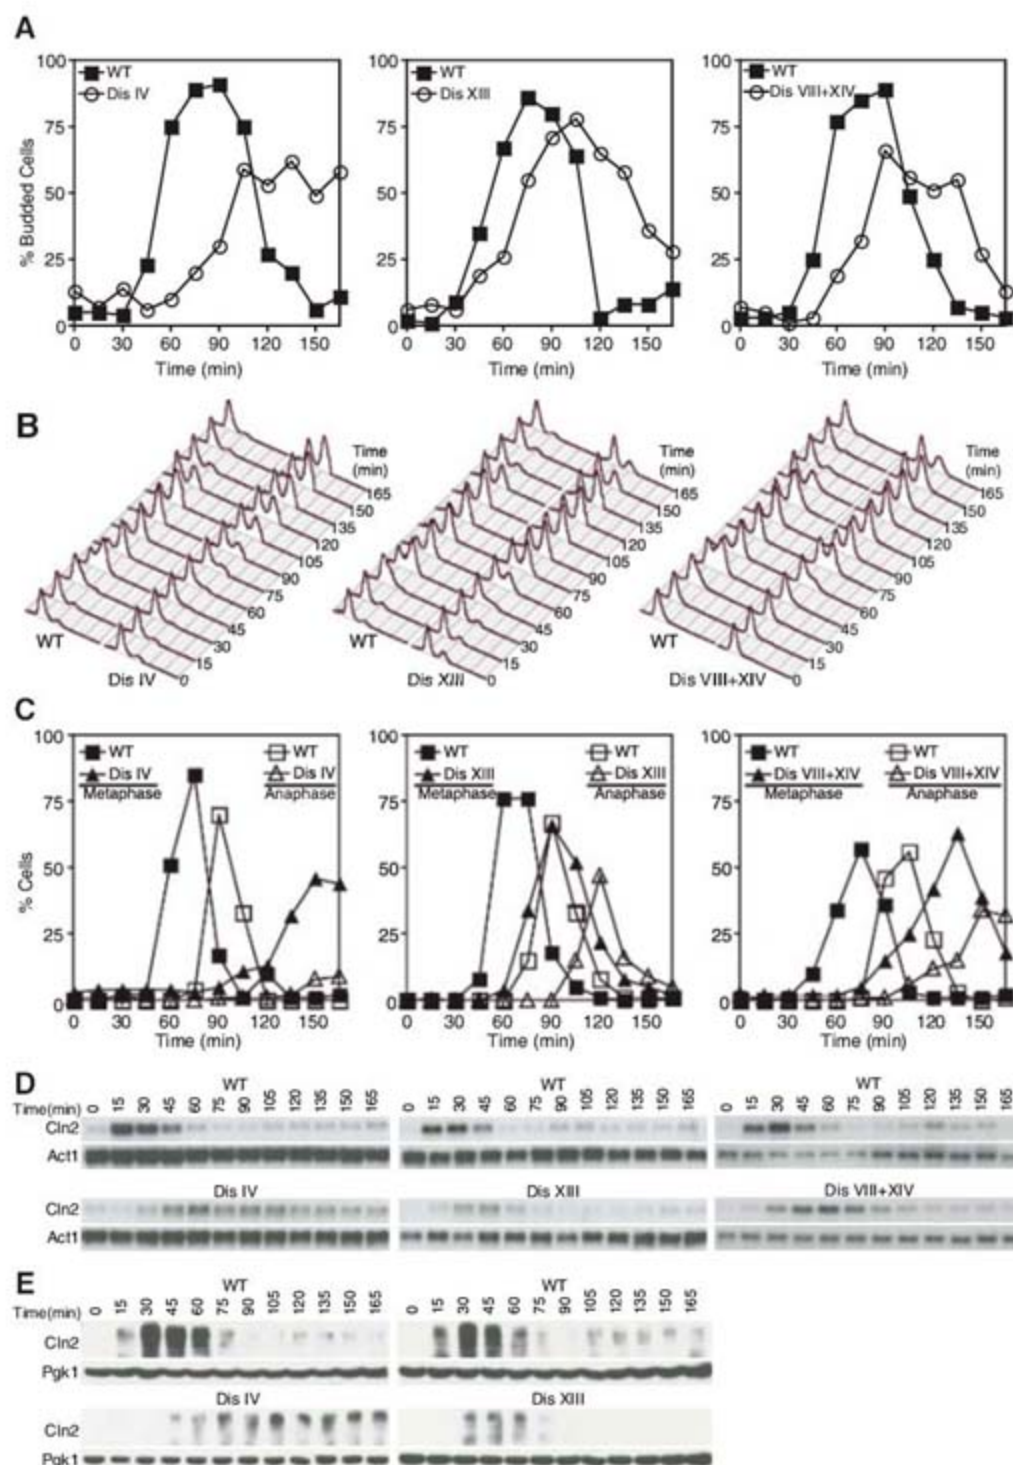 A
100
75
50
25
0
% Budded Cells
WT
Dis IV
0 30 60 90 120 150
Time (min)
100
75
50
25
0
WT
Dis XIII
0 30 60 90 120 150
Time (min)
100
75
50
25
0
WT
Dis VIII+XIV
0 30 60 90 120 150
Time (min)
B
Time
(min)
165
150
135
120
105
90
75
60
45
30
15
0
WT
Dis IV
Time
(min)
165
150
135
120
105
90
75
60
45
30
15
0
WT
Dis XIII
Time
(min)
165
150
135
120
105
90
75
60
45
30
15
0
WT
Dis VIII+XIV
C
100
75
50
25
0
% Cells
WT WT
Dis IV Dis IV
Metaphase Anaphase
0 30 60 90 120 150
Time (min)
100
75
50
25
0
WT WT
Dis XIII Dis XIII
Metaphase Anaphase
0 30 60 90 120 150
Time (min)
100
75
50
25
0
WT WT
Dis VIII+XIV Dis VIII+XIV
Metaphase Anaphase
0 30 60 90 120 150
Time (min)
D
WT WT WT
Time(min) 0 15 30 45 60 75 90 105 120 135 150 165 0 15 30 45 60 75 90 105 120 135 150 165 0 15 30 45 60 75 90 105 120 135 150 165
Cln2
Act1
Dis IV Dis XIII Dis VIII+XIV
Cln2
Act1
E
WT WT
Time(min) 0 15 30 45 60 75 90 105 120 135 150 165 0 15 30 45 60 75 90 105 120 135 150 165
Cln2
Pgk1
Dis IV Dis XIII
Cln2
Pgk1